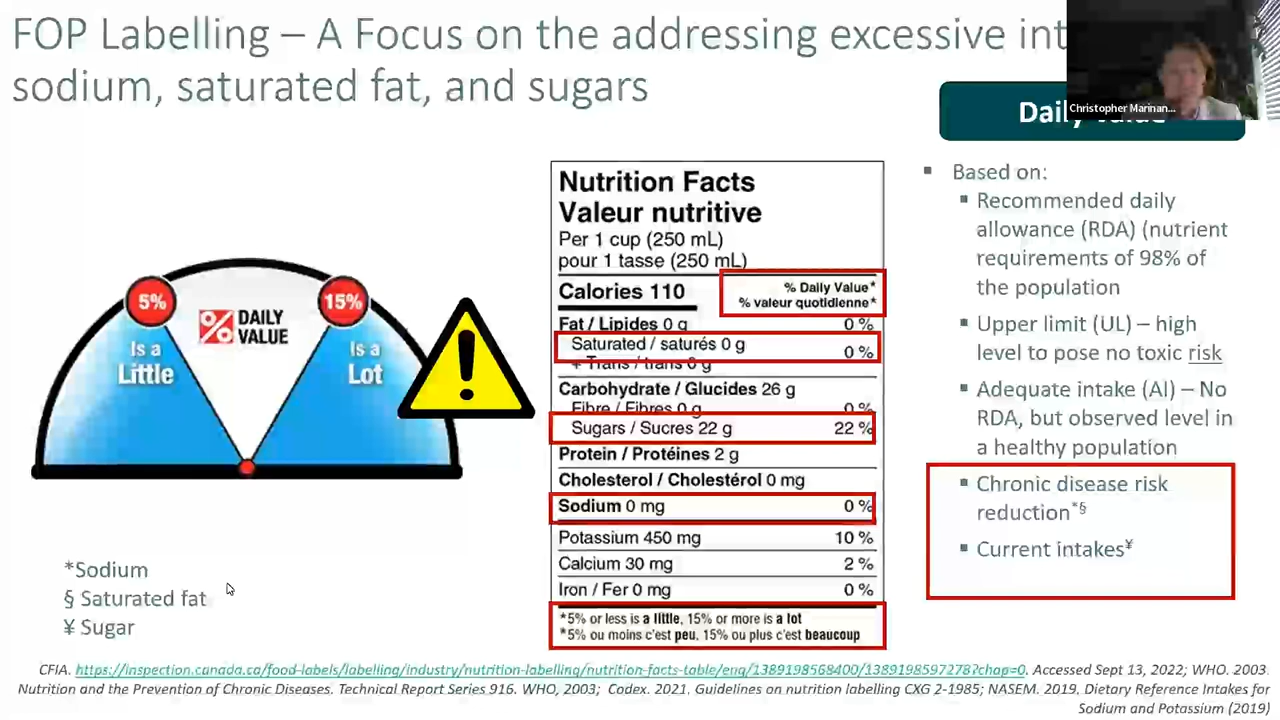 FOP Labelling – A Focus on the addressing excessive int
sodium, saturated fat, and sugars
Christopher Marinan...
Daily Value
5%
15%
% DAILY
VALUE
Is a
Little
Is a
Lot
*Sodium
§ Saturated fat
¥ Sugar
Nutrition Facts
Valeur nutritive
Per 1 cup (250 mL)
pour 1 tasse (250 mL)
Calories 110
% Daily Value*
% valeur quotidienne*
Fat / Lipides 0 g 0 %
Saturated / saturés 0 g
+ Trans / trans 0 g 0 %
Carbohydrate / Glucides 26 g
Fibre / Fibres 0 g 0 %
Sugars / Sucres 22 g 22 %
Protein / Protéines 2 g
Cholesterol / Cholestérol 0 mg
Sodium 0 mg 0 %
Potassium 450 mg 10 %
Calcium 30 mg 2 %
Iron / Fer 0 mg 0 %
*5% or less is a little, 15% or more is a lot
*5% ou moins c'est peu, 15% ou plus c'est beaucoup
Based on:
Recommended daily
allowance (RDA) (nutrient
requirements of 98% of
the population
Upper limit (UL) – high
level to pose no toxic risk
Adequate intake (AI) – No
RDA, but observed level in
a healthy population
Chronic disease risk
reduction*§
Current intakes¥
CFIA. https://inspection.canada.ca/food-labels/labelling/industry/nutrition-labelling/nutrition-facts-table/eng/1389198568400/1389198597278?chap=0. Accessed Sept 13, 2022; WHO. 2003.
Nutrition and the Prevention of Chronic Diseases. Technical Report Series 916. WHO, 2003; Codex. 2021. Guidelines on nutrition labelling CXG 2-1985; NASEM. 2019. Dietary Reference Intakes for
Sodium and Potassium (2019)